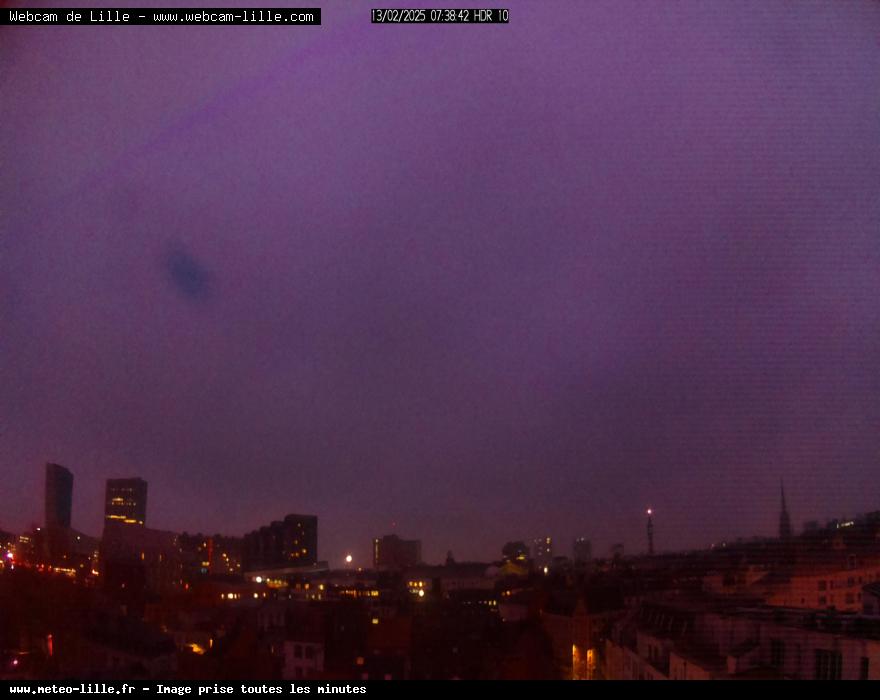 Webcam de Lille - www.webcam-lille.com
13/02/2025 07:38:42 HDR 10
www.meteo-lille.fr - Image prise toutes les minutes